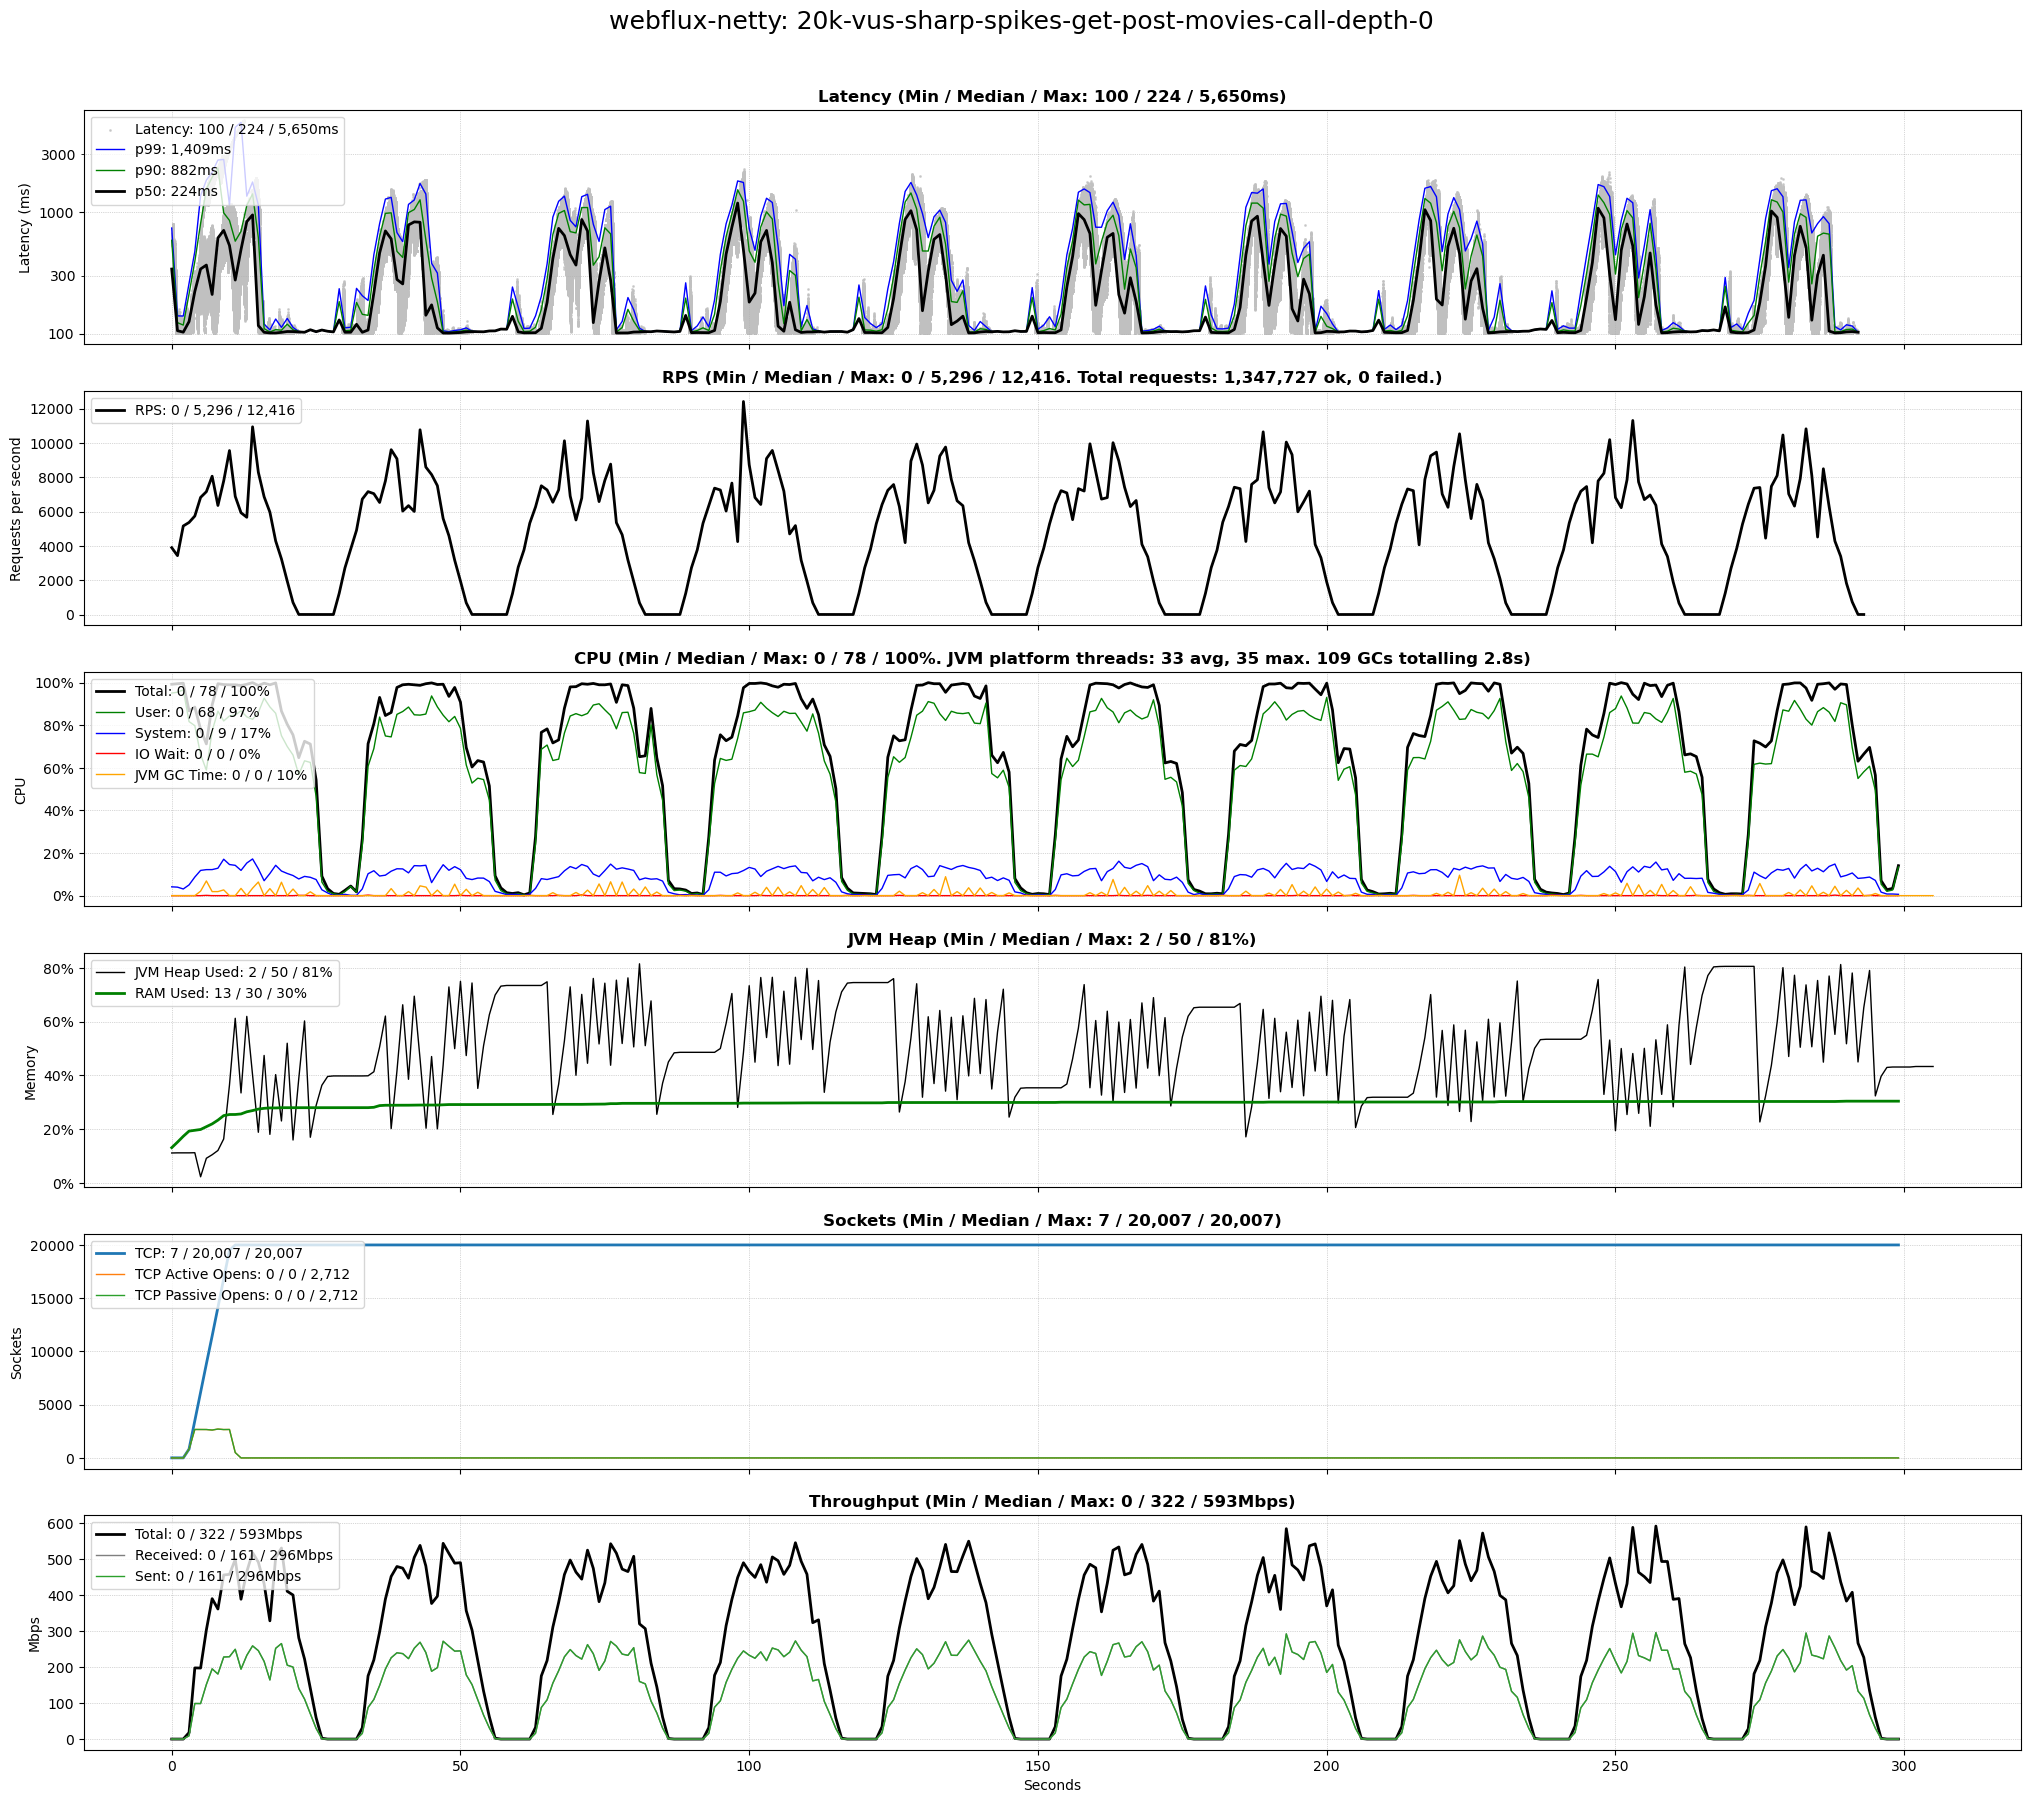 webflux-netty: 20k-vus-sharp-spikes-get-post-movies-call-depth-0
Latency (Min / Median / Max: 100 / 224 / 5,650ms)
Latency: 100 / 224 / 5,650ms
p99: 1,409ms
p90: 882ms
p50: 224ms
3000
1000
300
100
Latency (ms)
RPS (Min / Median / Max: 0 / 5,296 / 12,416. Total requests: 1,347,727 ok, 0 failed.)
RPS: 0 / 5,296 / 12,416
12000
10000
8000
6000
4000
2000
0
Requests per second
CPU (Min / Median / Max: 0 / 78 / 100%. JVM platform threads: 33 avg, 35 max. 109 GCs totalling 2.8s)
Total: 0 / 78 / 100%
User: 0 / 68 / 97%
System: 0 / 9 / 17%
IO Wait: 0 / 0 / 0%
JVM GC Time: 0 / 0 / 10%
100%
80%
60%
40%
20%
0%
CPU
JVM Heap (Min / Median / Max: 2 / 50 / 81%)
JVM Heap Used: 2 / 50 / 81%
RAM Used: 13 / 30 / 30%
80%
60%
40%
20%
0%
Memory
Sockets (Min / Median / Max: 7 / 20,007 / 20,007)
TCP: 7 / 20,007 / 20,007
TCP Active Opens: 0 / 0 / 2,712
TCP Passive Opens: 0 / 0 / 2,712
20000
15000
10000
5000
0
Sockets
Throughput (Min / Median / Max: 0 / 322 / 593Mbps)
Total: 0 / 322 / 593Mbps
Received: 0 / 161 / 296Mbps
Sent: 0 / 161 / 296Mbps
600
500
400
300
200
100
0
Mbps
0 50 100 150 200 250 300
Seconds